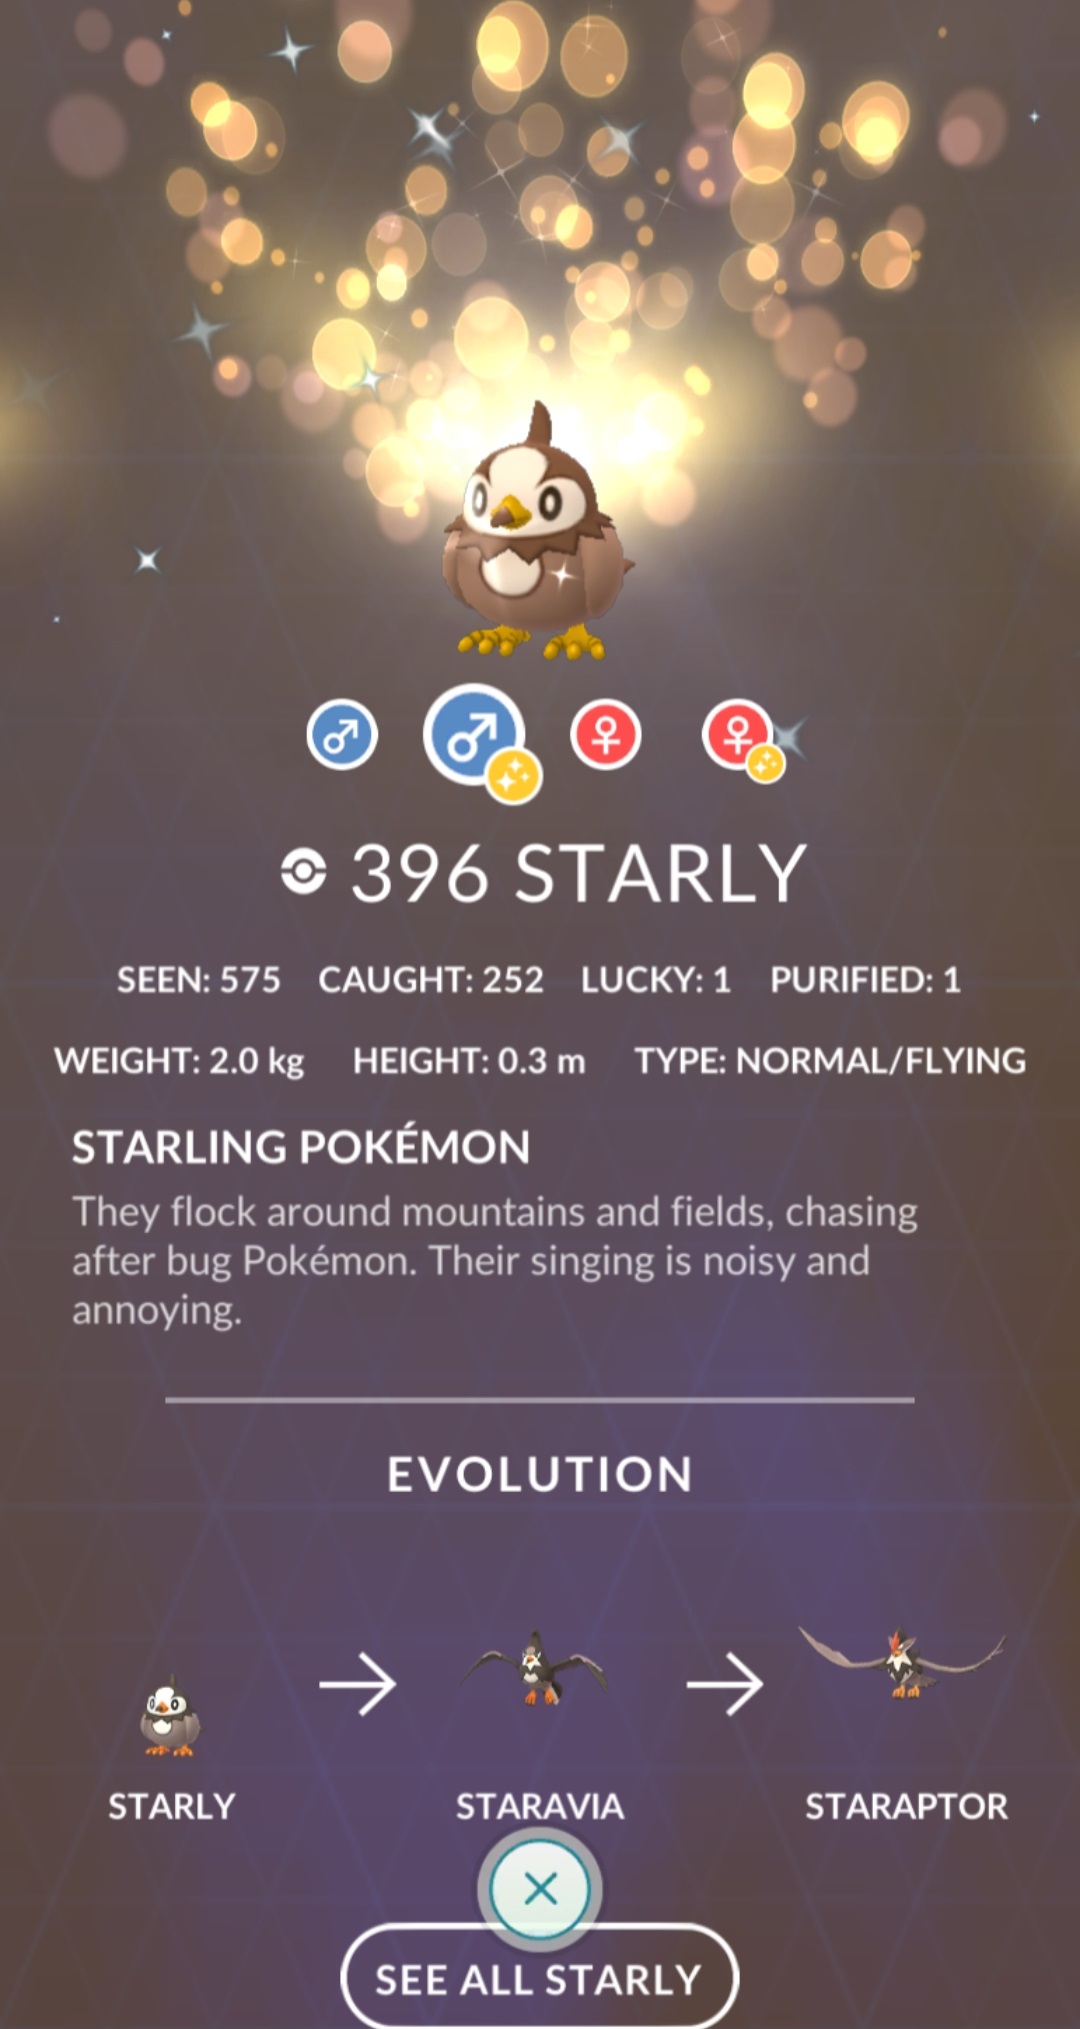 396 STARLY
SEEN: 575 CAUGHT: 252 LUCKY: 1 PURIFIED: 1
WEIGHT: 2.0 kg HEIGHT: 0.3 m TYPE: NORMAL/FLYING
STARLING POKÉMON
They flock around mountains and fields, chasing
after bug Pokémon. Their singing is noisy and
annoying.
EVOLUTION
STARLY STARAVIA STARAPTOR
SEE ALL STARLY